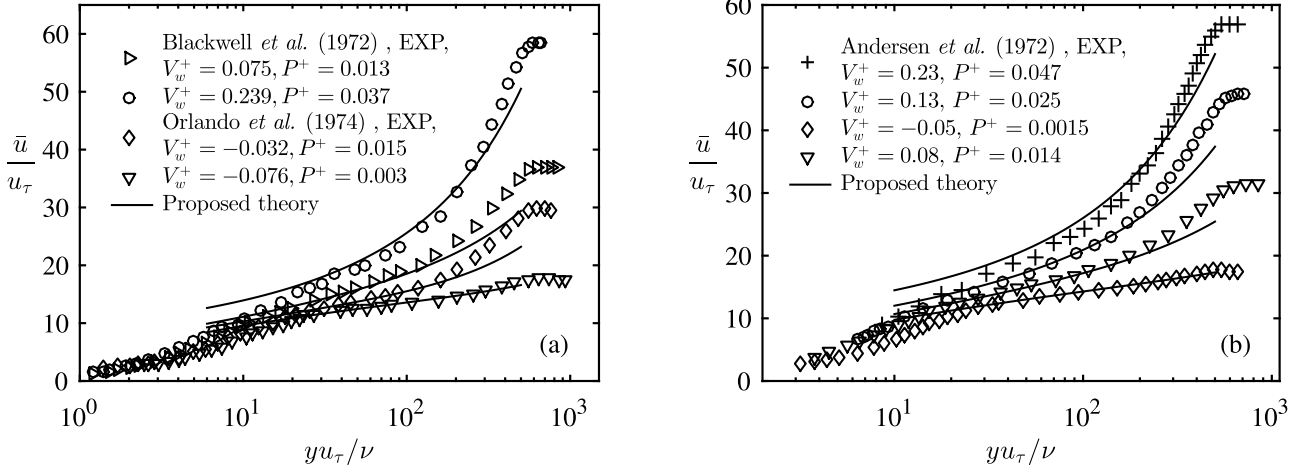 60
50
40
30
20
10
0
ū
u_τ
Blackwell et al. (1972) , EXP,
V_w^+ = 0.075, P^+ = 0.013
V_w^+ = 0.239, P^+ = 0.037
Orlando et al. (1974) , EXP,
V_w^+ = −0.032, P^+ = 0.015
V_w^+ = −0.076, P^+ = 0.003
Proposed theory
(a)
10^0 10^1 10^2 10^3
yu_τ/ν
60
50
40
30
20
10
0
ū
u_τ
Andersen et al. (1972) , EXP,
V_w^+ = 0.23, P^+ = 0.047
V_w^+ = 0.13, P^+ = 0.025
V_w^+ = −0.05, P^+ = 0.0015
V_w^+ = 0.08, P^+ = 0.014
Proposed theory
(b)
10^1 10^2 10^3
yu_τ/ν